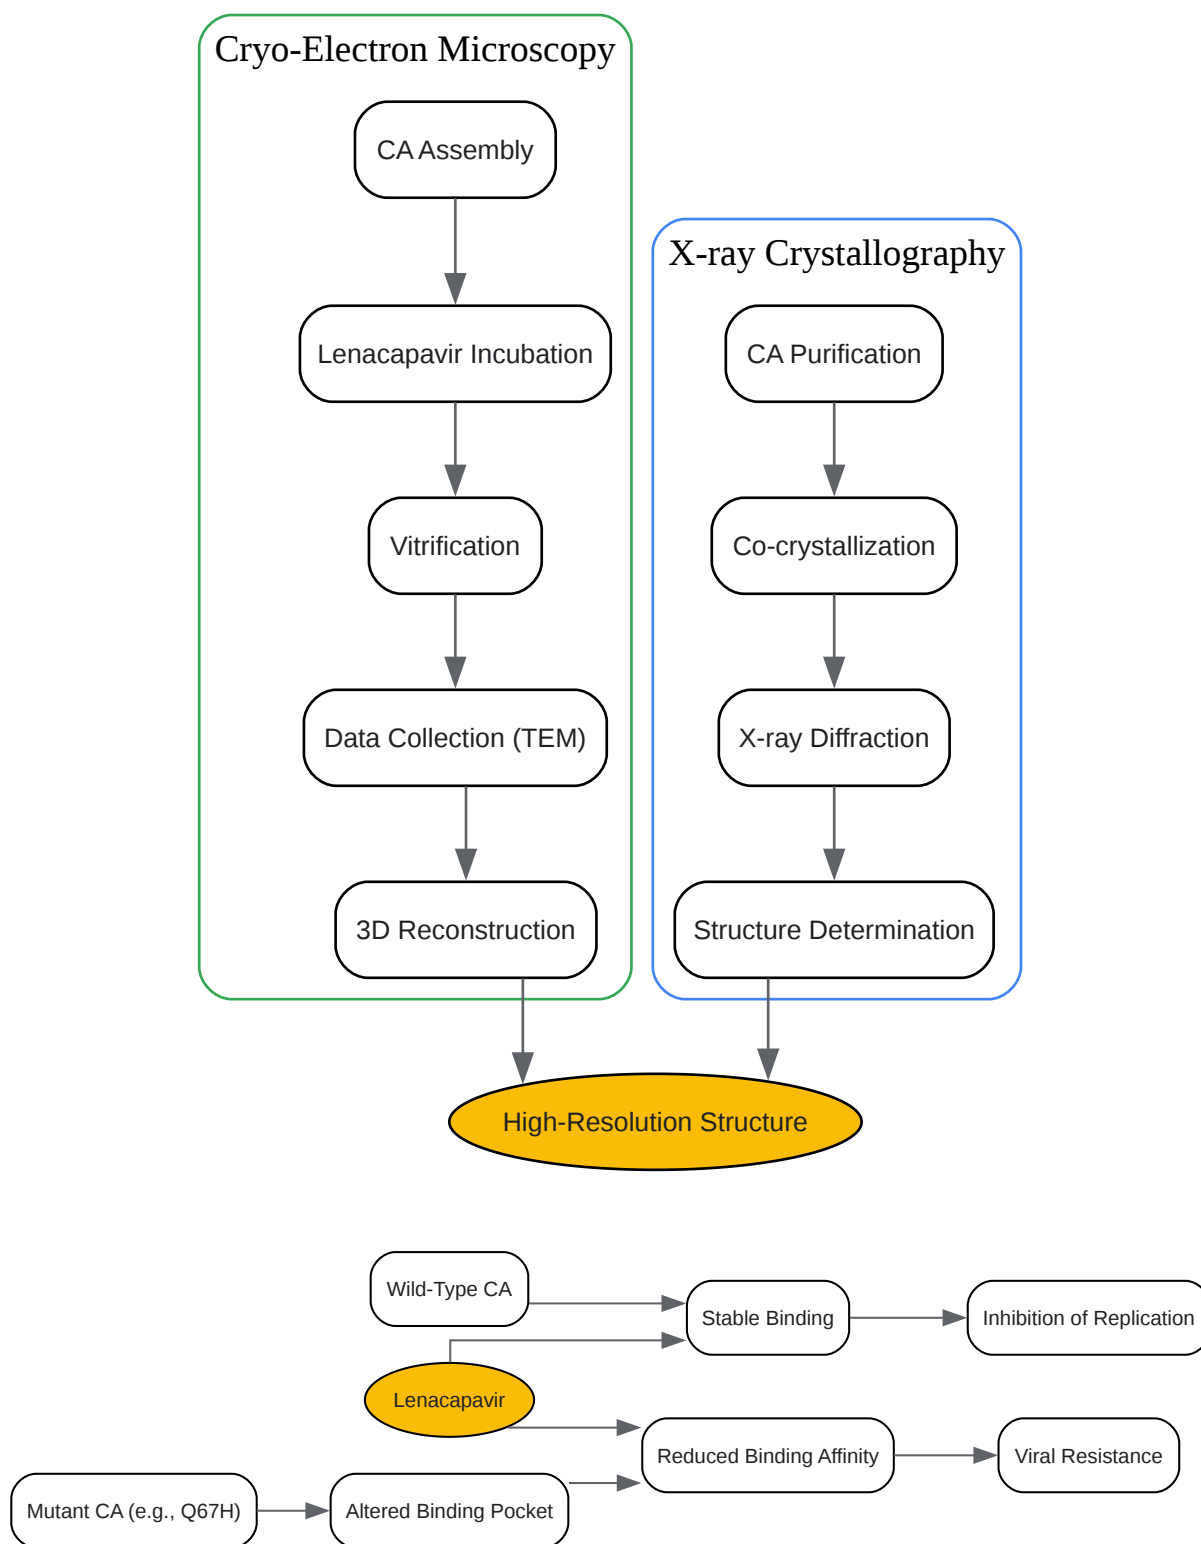 Cryo-Electron Microscopy
CA Assembly
Lenacapavir Incubation
Vitrification
Data Collection (TEM)
3D Reconstruction
X-ray Crystallography
CA Purification
Co-crystallization
X-ray Diffraction
Structure Determination
High-Resolution Structure
Wild-Type CA
Stable Binding
Inhibition of Replication
Lenacapavir
Reduced Binding Affinity
Viral Resistance
Mutant CA (e.g., Q67H)
Altered Binding Pocket